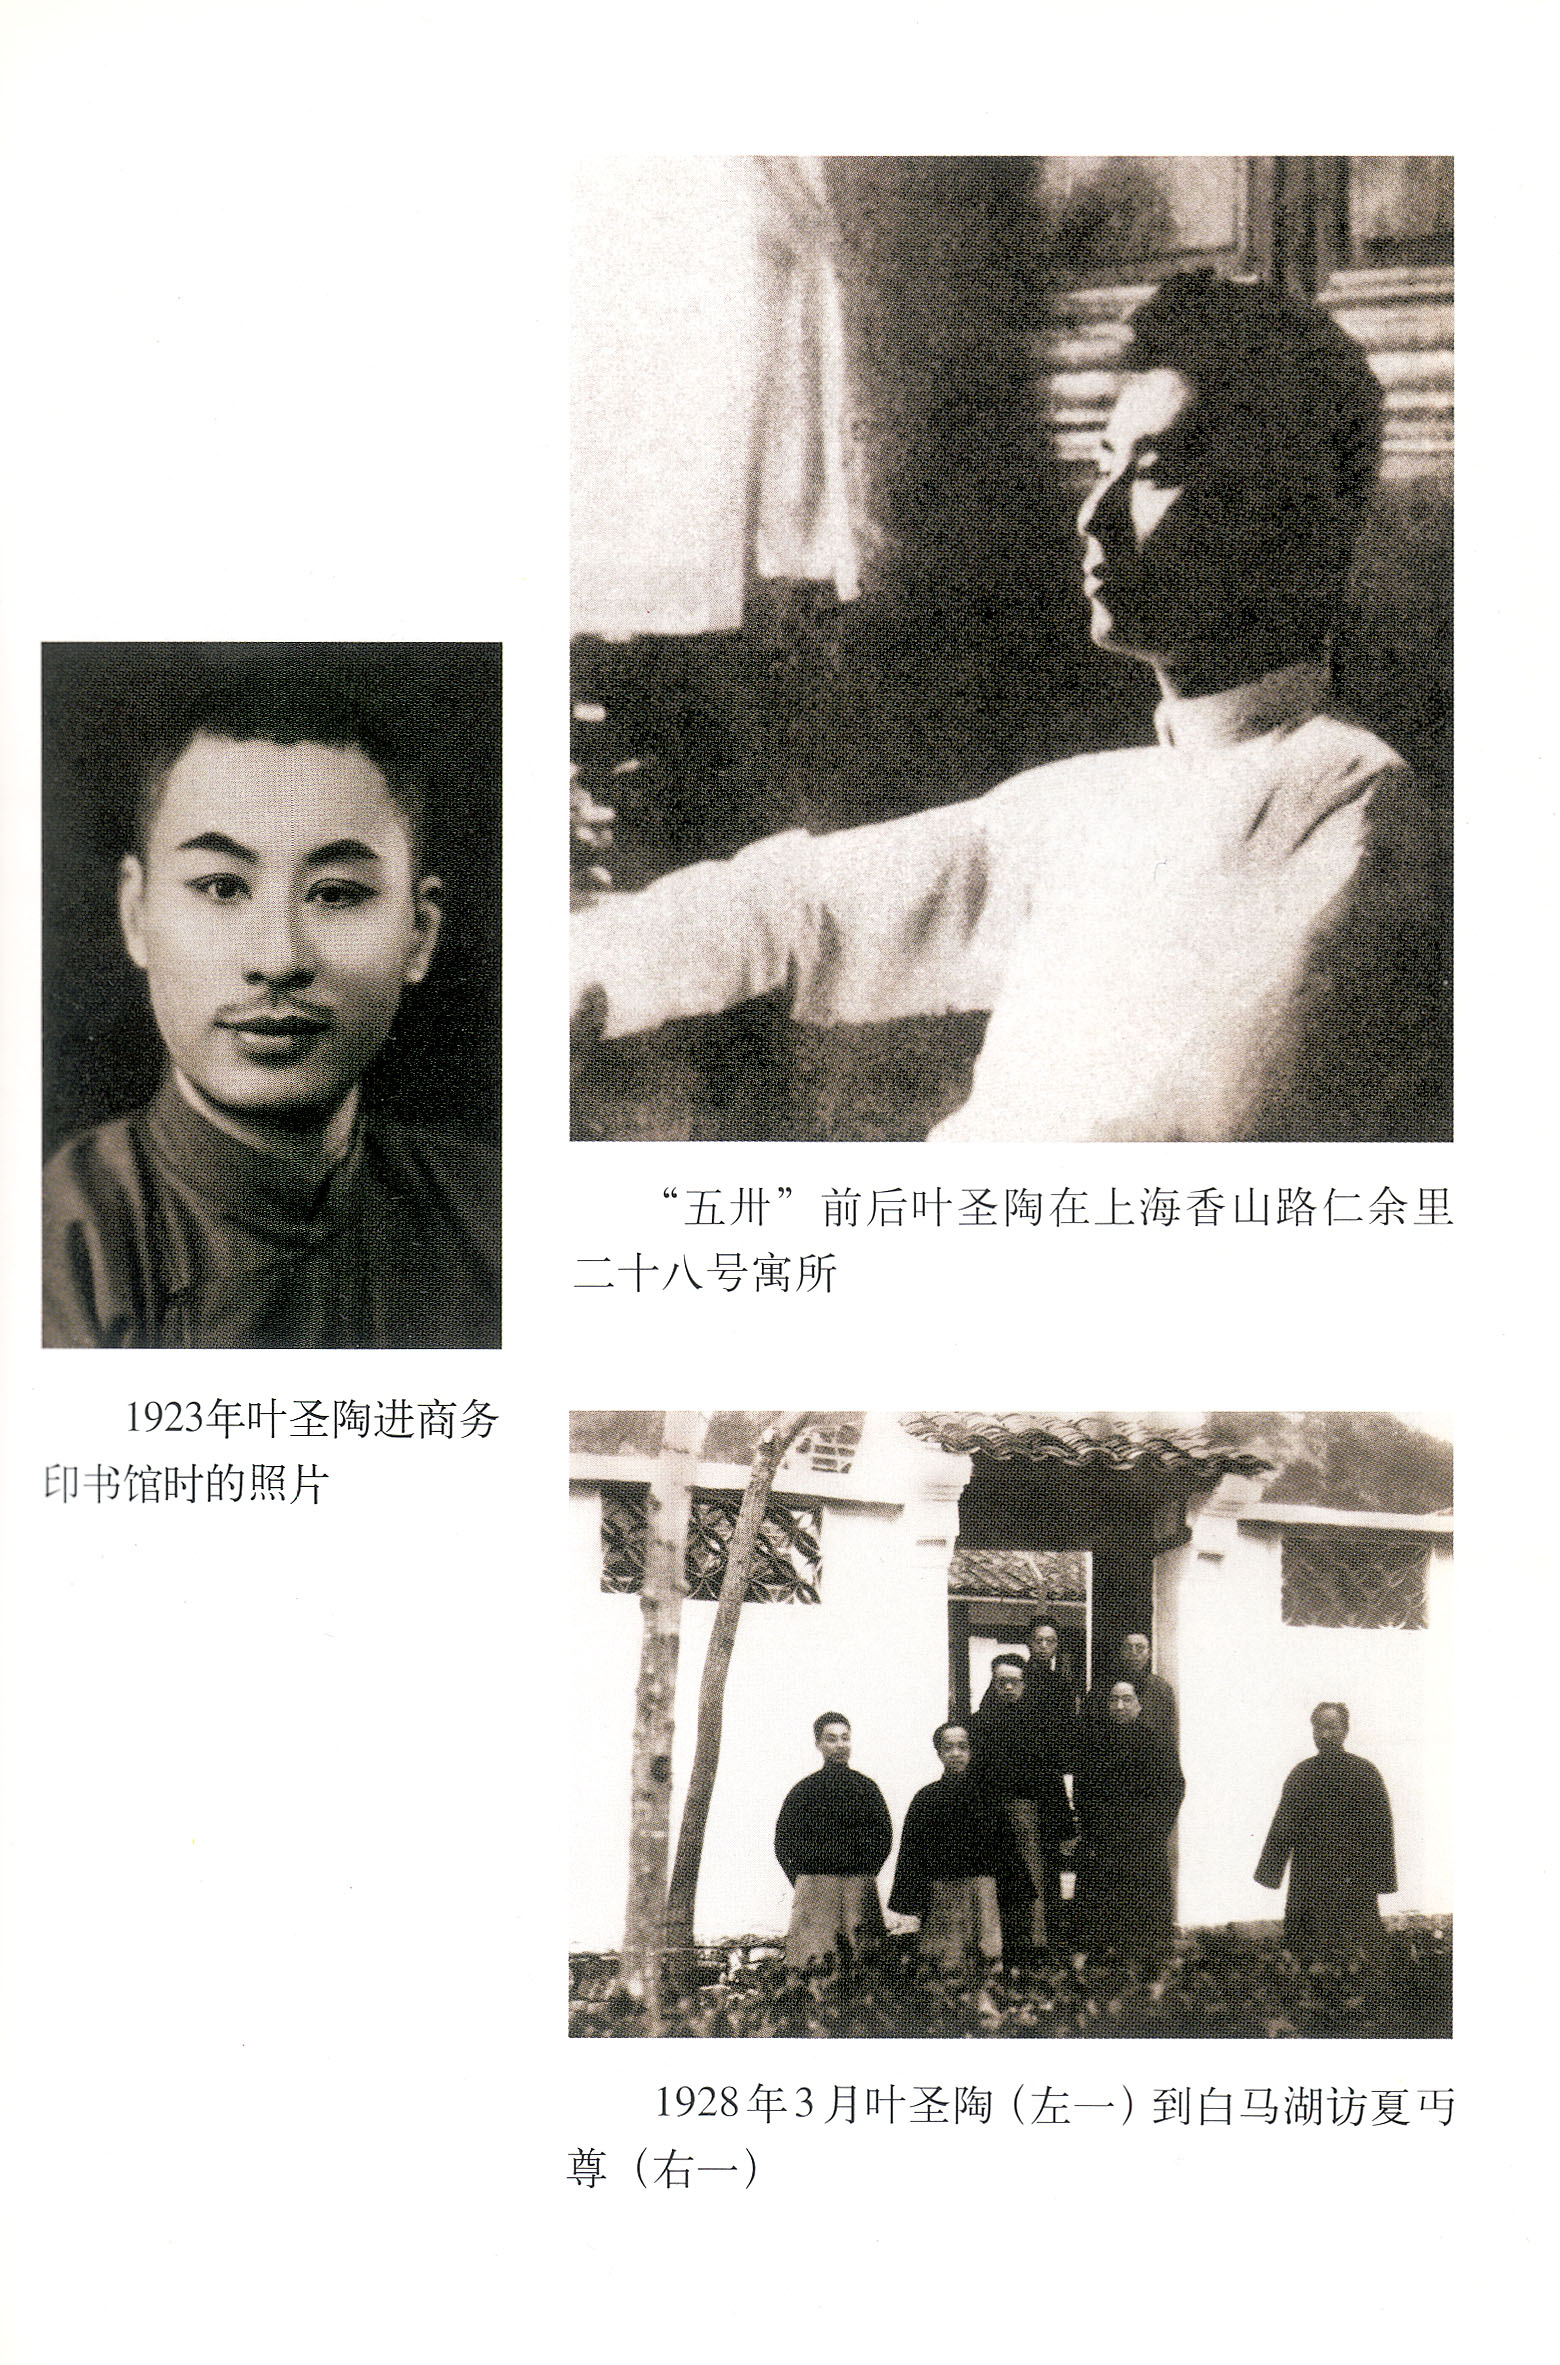 “五卅”前后叶圣陶在上海香山路仁余里
二十八号寓所
1923年叶圣陶进商务
印书馆时的照片
1928年3月叶圣陶（左一）到白马湖访夏丏
尊（右一）